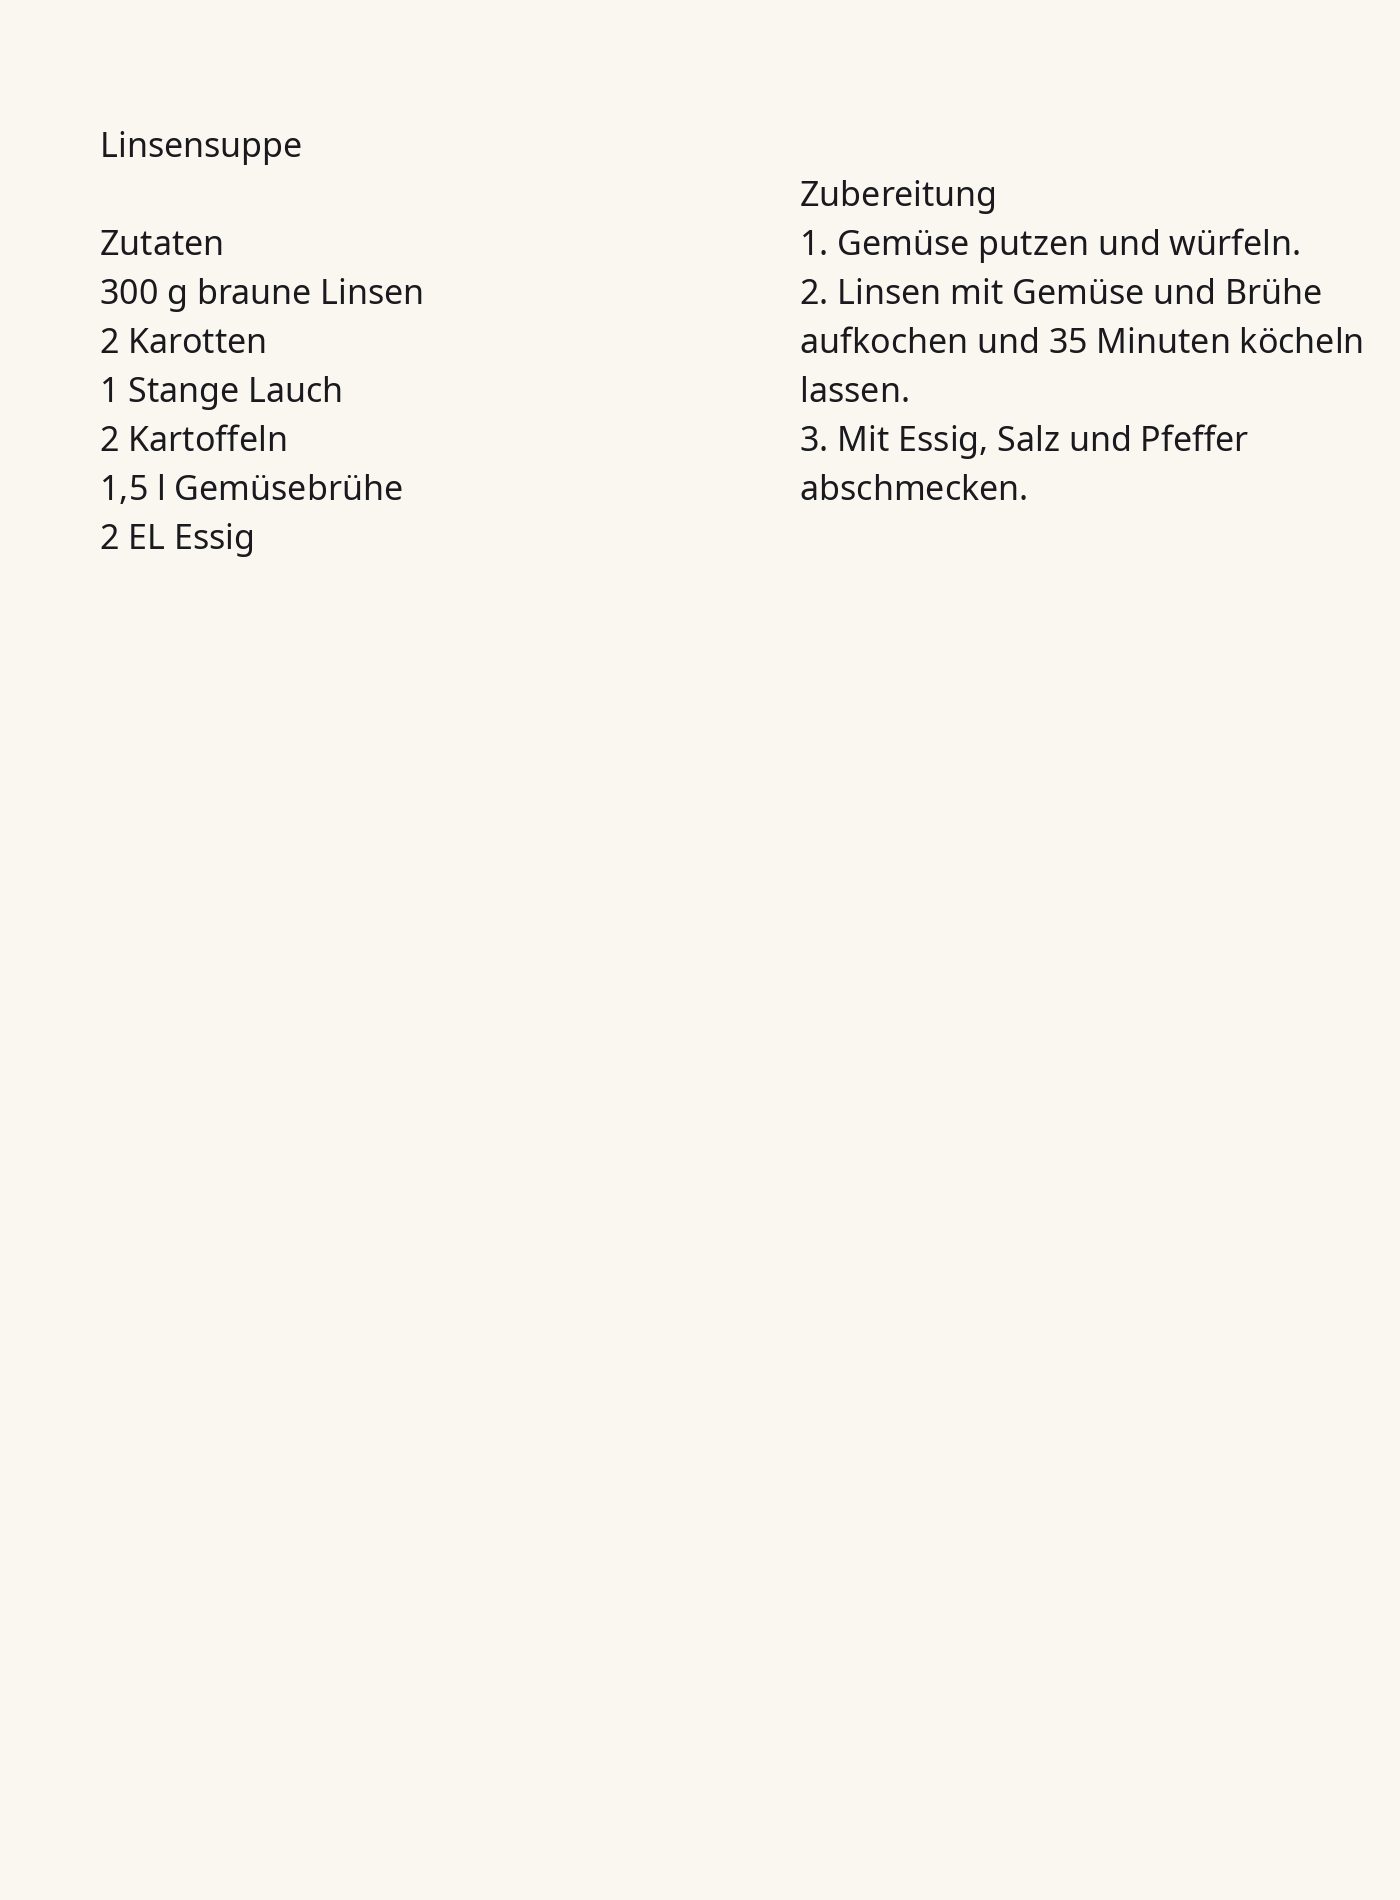 Linsensuppe
Zutaten
300 g braune Linsen
2 Karotten
1 Stange Lauch
2 Kartoffeln
1,5 l Gemüsebrühe
2 EL Essig
Zubereitung
1. Gemüse putzen und würfeln.
2. Linsen mit Gemüse und Brühe
aufkochen und 35 Minuten köcheln
lassen.
3. Mit Essig, Salz und Pfeffer
abschmecken.